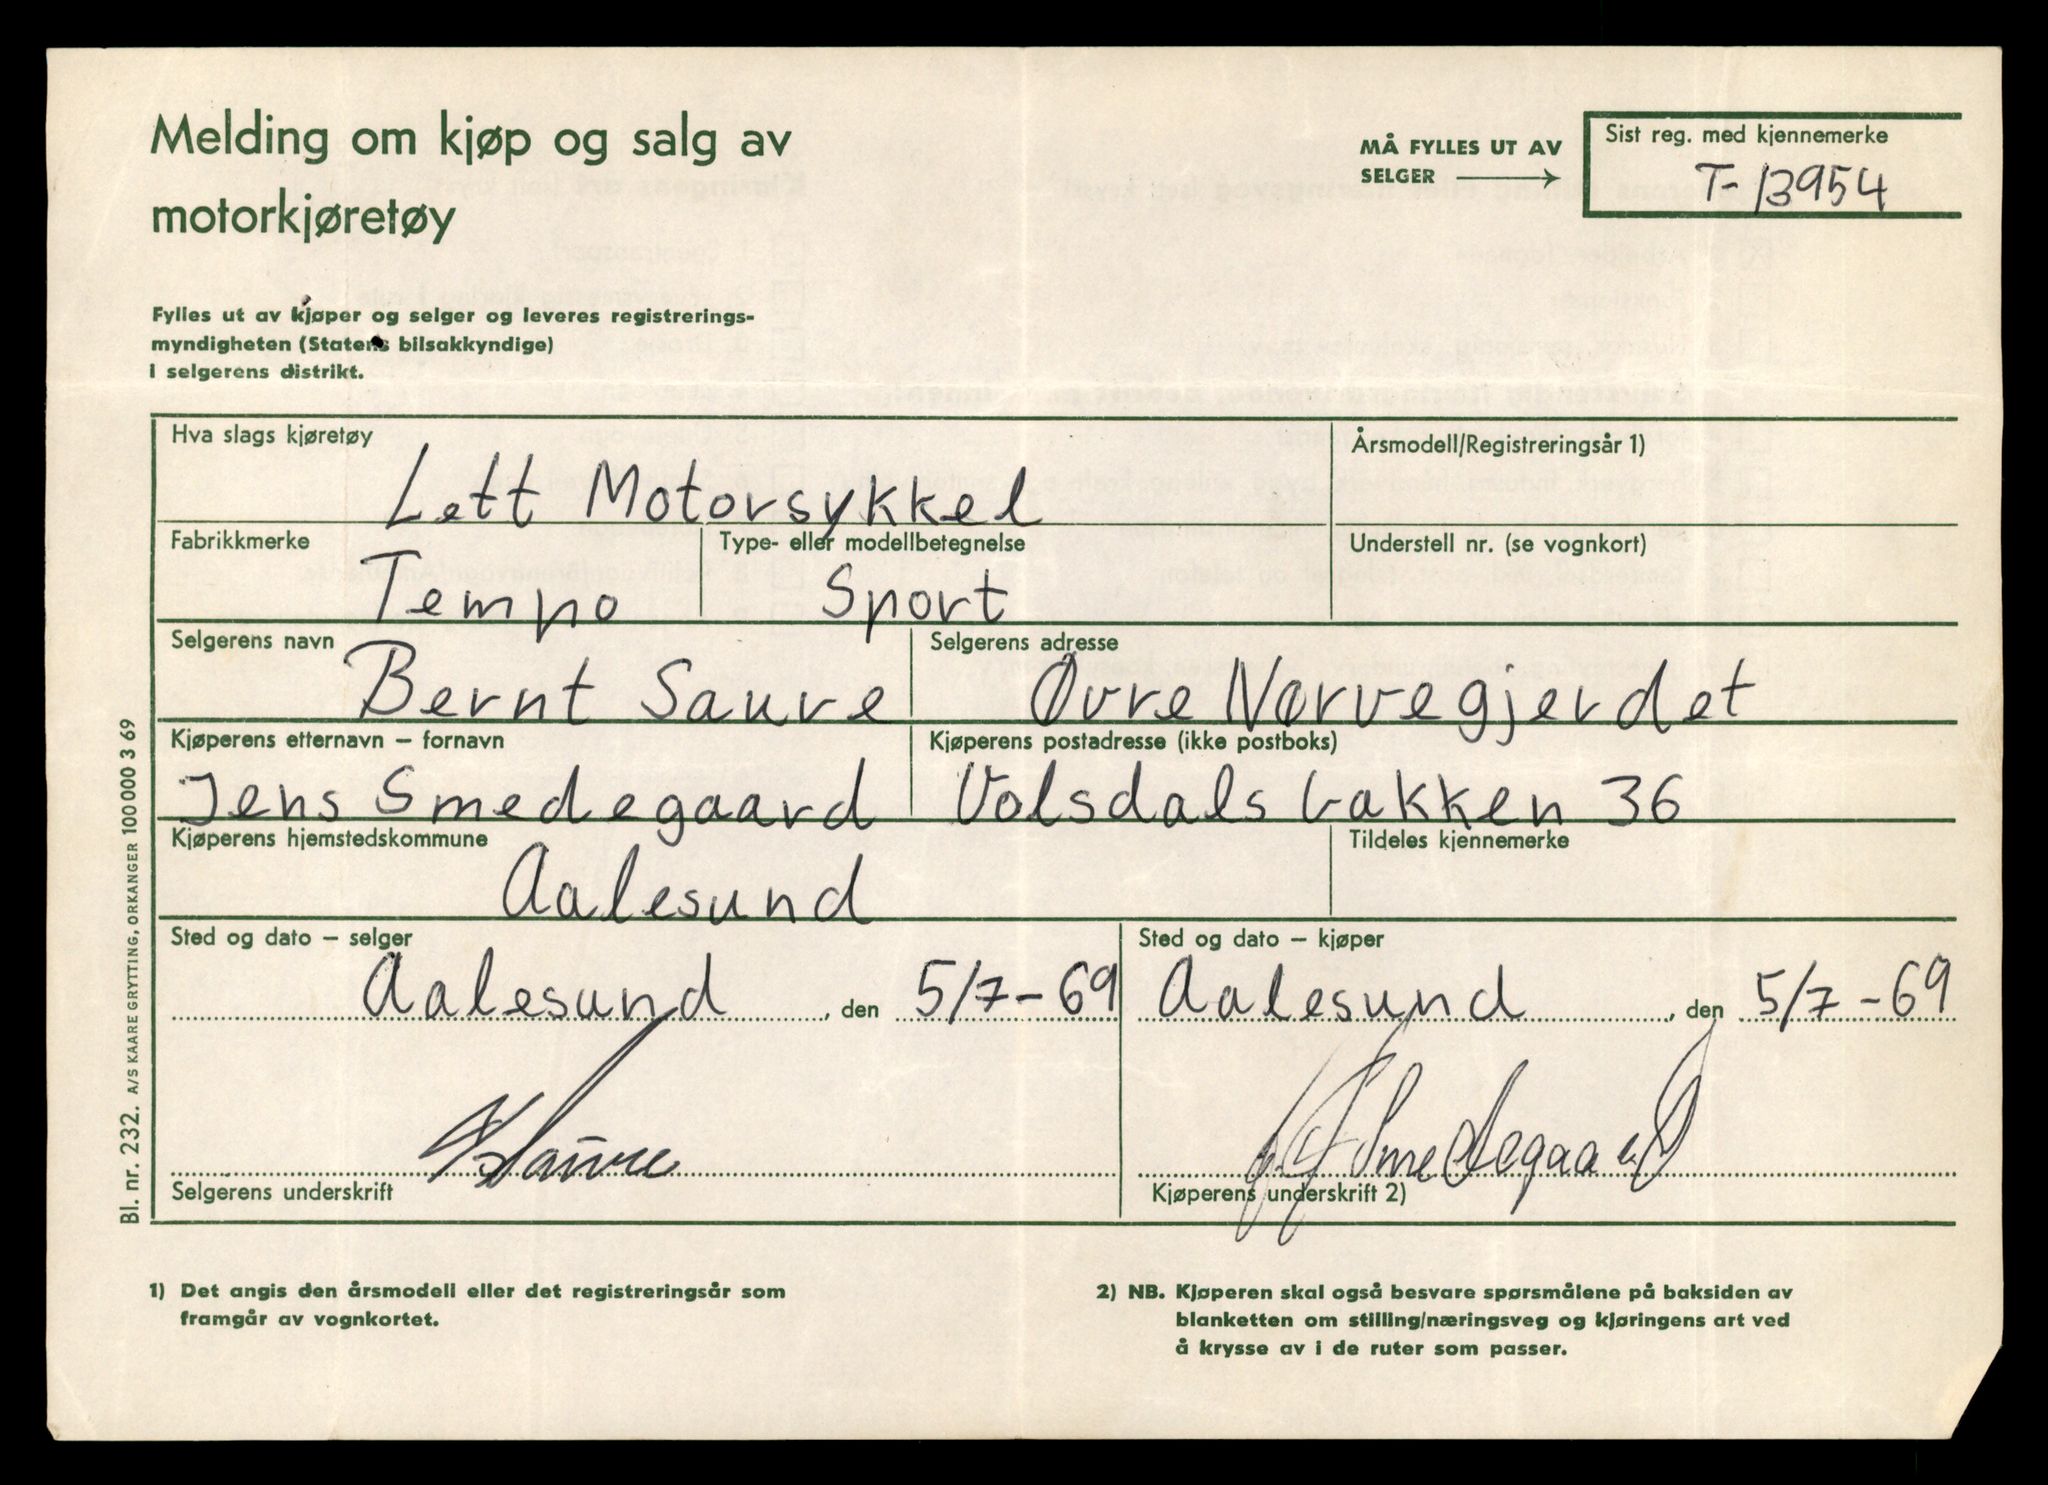 Melding om kjøp og salg av
motorkjøretøy
MÅ FYLLES UT AV
SELGER
Sist reg. med kjennemerke
T-13954
Fylles ut av kjøper og selger og leveres registrerings-
myndigheten (Statens bilsakkyndige)
i selgerens distrikt.
Hva slags kjøretøy
Årsmodell/Registreringsår 1)
Lett Motorsykkel
Fabrikkmerke
Type- eller modellbetegnelse
Understell nr. (se vognkort)
Tempo
Sport
Selgerens navn
Selgerens adresse
Bernt Saure
Øvre Nørvegjerdet
Kjøperens etternavn – fornavn
Kjøperens postadresse (ikke postboks)
Jens Smedegaard
Volsdalsbakken 36
Kjøperens hjemstedskommune
Tildeles kjennemerke
Aalesund
Sted og dato – selger
Sted og dato – kjøper
Aalesund, den 5/7-69
Aalesund, den 5/7-69
Saure
Smedegaard
Selgerens underskrift
Kjøperens underskrift 2)
1) Det angis den årsmodell eller det registreringsår som
framgår av vognkortet.
2) NB. Kjøperen skal også besvare spørsmålene på baksiden av
blanketten om stilling/næringsveg og kjøringens art ved
å krysse av i de ruter som passer.
Bl. nr. 232. A/S KAARE GRYTTING, ORKANGER 100 000 3 69